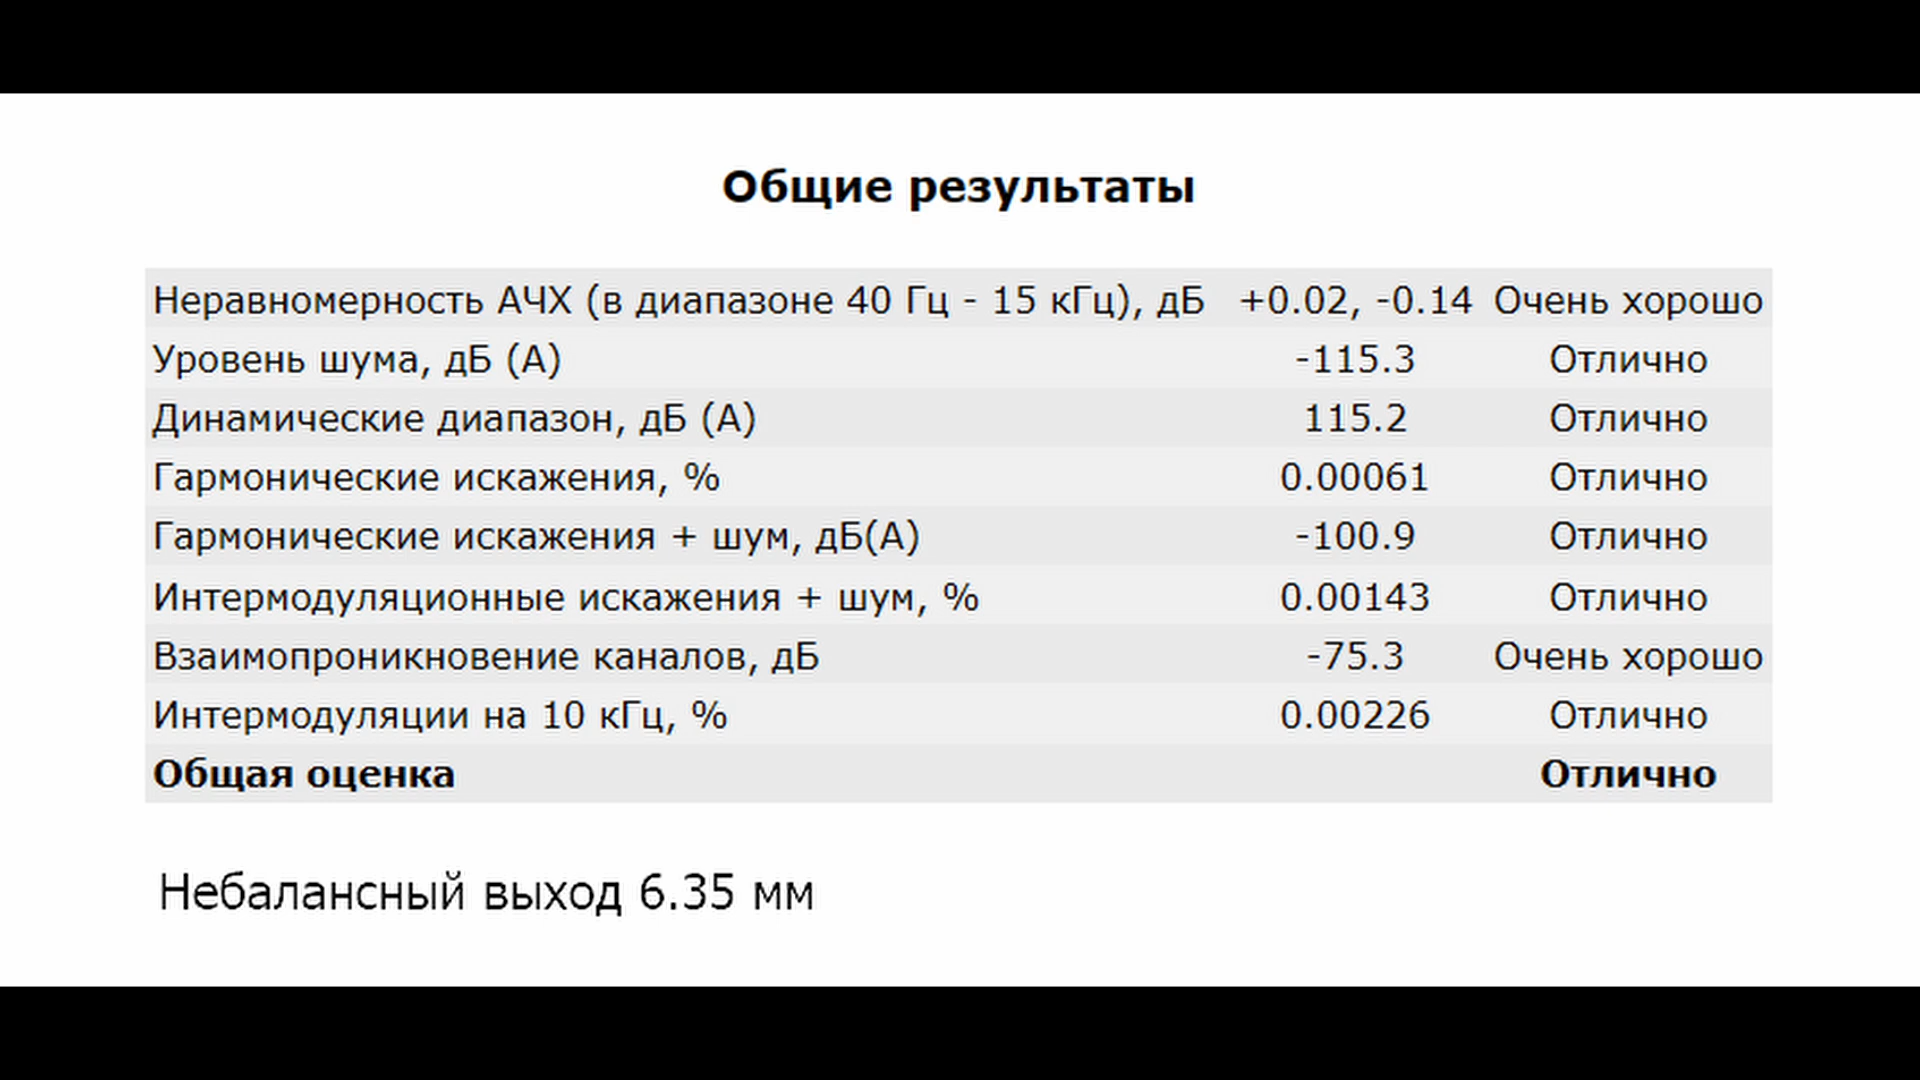 Общие результаты
Неравномерность АЧХ (в диапазоне 40 Гц - 15 кГц), дБ +0.02, -0.14 Очень хорошо
Уровень шума, дБ (А) -115.3 Отлично
Динамические диапазон, дБ (А) 115.2 Отлично
Гармонические искажения, % 0.00061 Отлично
Гармонические искажения + шум, дБ(А) -100.9 Отлично
Интермодуляционные искажения + шум, % 0.00143 Отлично
Взаимопроникновение каналов, дБ -75.3 Очень хорошо
Интермодуляции на 10 кГц, % 0.00226 Отлично
Общая оценка Отлично
Небалансный выход 6.35 мм